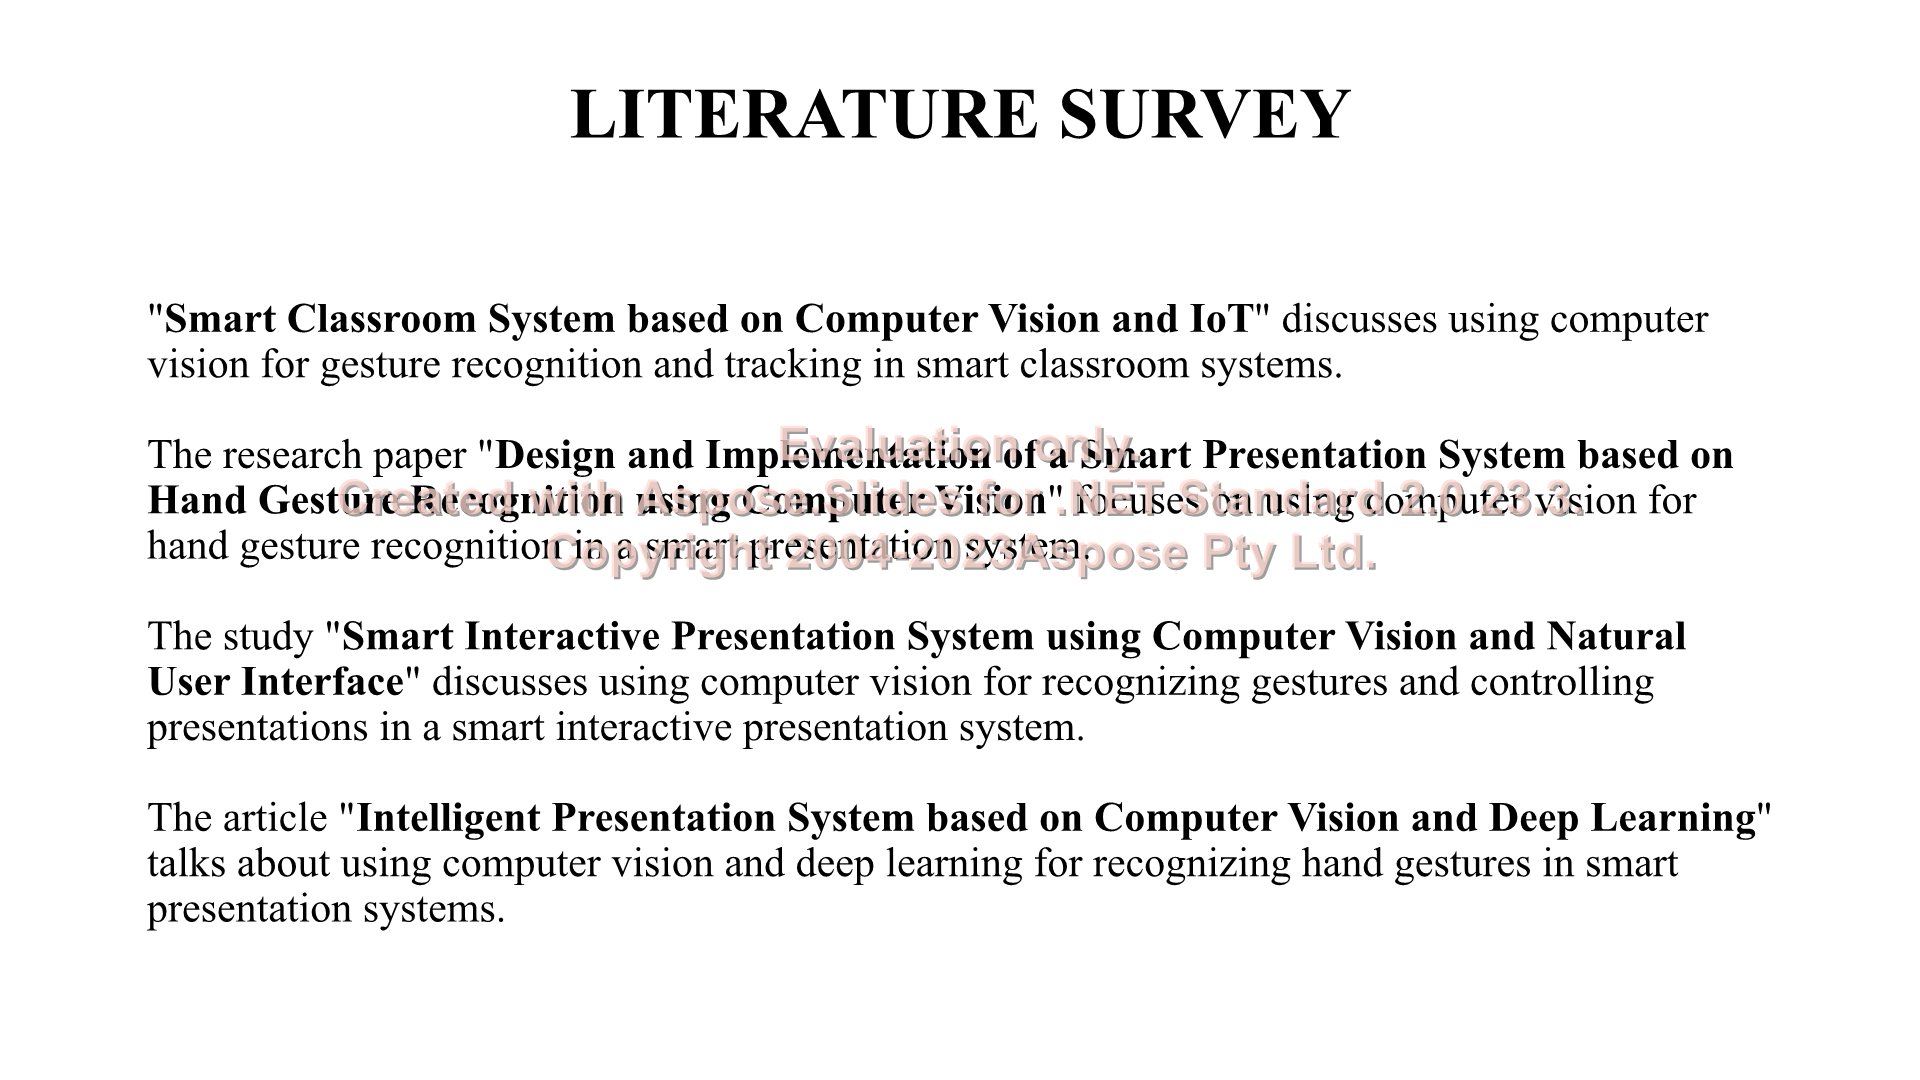 LITERATURE SURVEY
"Smart Classroom System based on Computer Vision and IoT" discusses using computer
vision for gesture recognition and tracking in smart classroom systems.
The research paper "Design and Implementation of a Smart Presentation System based on
Hand Gesture Recognition using Computer Vision" focuses on using computer vision for
hand gesture recognition in a smart presentation system.
Evaluation only.
Created with Aspose.Slides for .NET Standard 2.0 23.3.
Copyright 2004-2023Aspose Pty Ltd.
The study "Smart Interactive Presentation System using Computer Vision and Natural
User Interface" discusses using computer vision for recognizing gestures and controlling
presentations in a smart interactive presentation system.
The article "Intelligent Presentation System based on Computer Vision and Deep Learning"
talks about using computer vision and deep learning for recognizing hand gestures in smart
presentation systems.